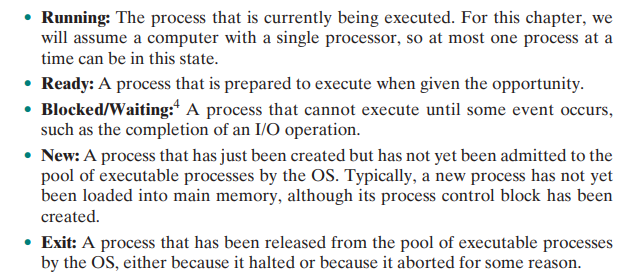 • Running: The process that is currently being executed. For this chapter, we
will assume a computer with a single processor, so at most one process at a
time can be in this state.
• Ready: A process that is prepared to execute when given the opportunity.
• Blocked/Waiting:⁴ A process that cannot execute until some event occurs,
such as the completion of an I/O operation.
• New: A process that has just been created but has not yet been admitted to the
pool of executable processes by the OS. Typically, a new process has not yet
been loaded into main memory, although its process control block has been
created.
• Exit: A process that has been released from the pool of executable processes
by the OS, either because it halted or because it aborted for some reason.